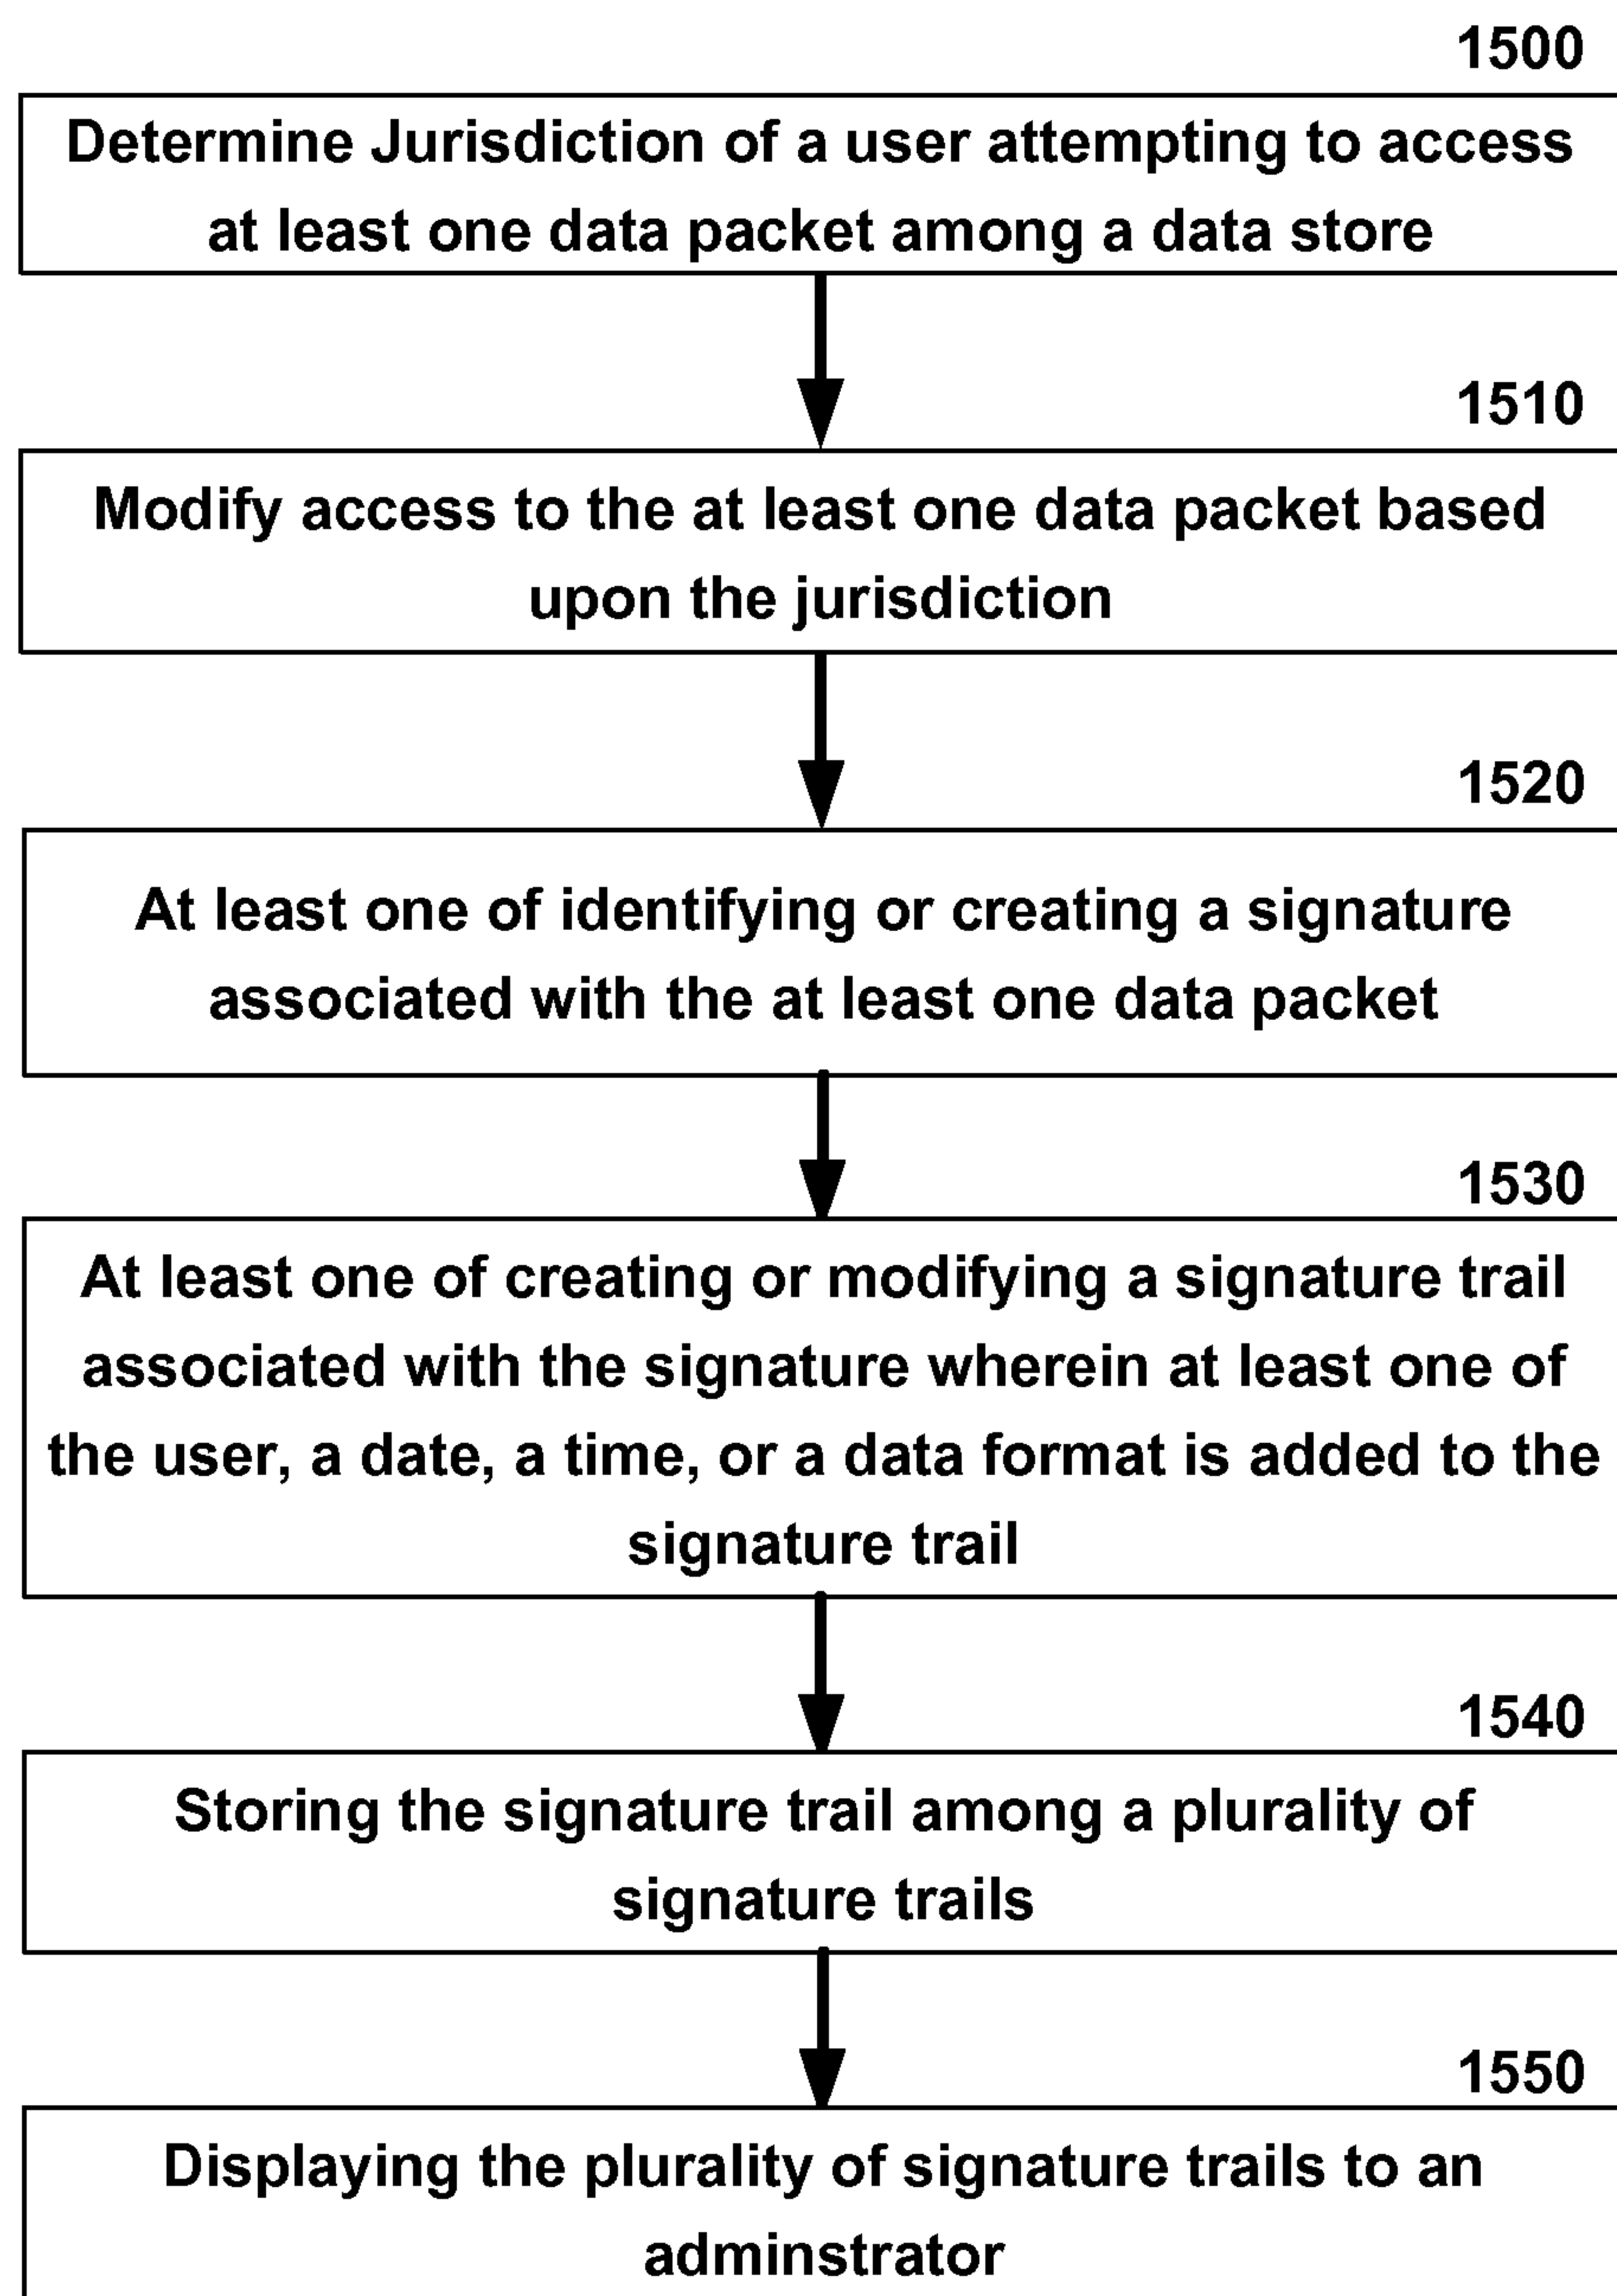 1500
Determine Jurisdiction of a user attempting to access
at least one data packet among a data store
1510
Modify access to the at least one data packet based
upon the jurisdiction
1520
At least one of identifying or creating a signature
associated with the at least one data packet
1530
At least one of creating or modifying a signature trail
associated with the signature wherein at least one of
the user, a date, a time, or a data format is added to the
signature trail
1540
Storing the signature trail among a plurality of
signature trails
1550
Displaying the plurality of signature trails to an
adminstrator